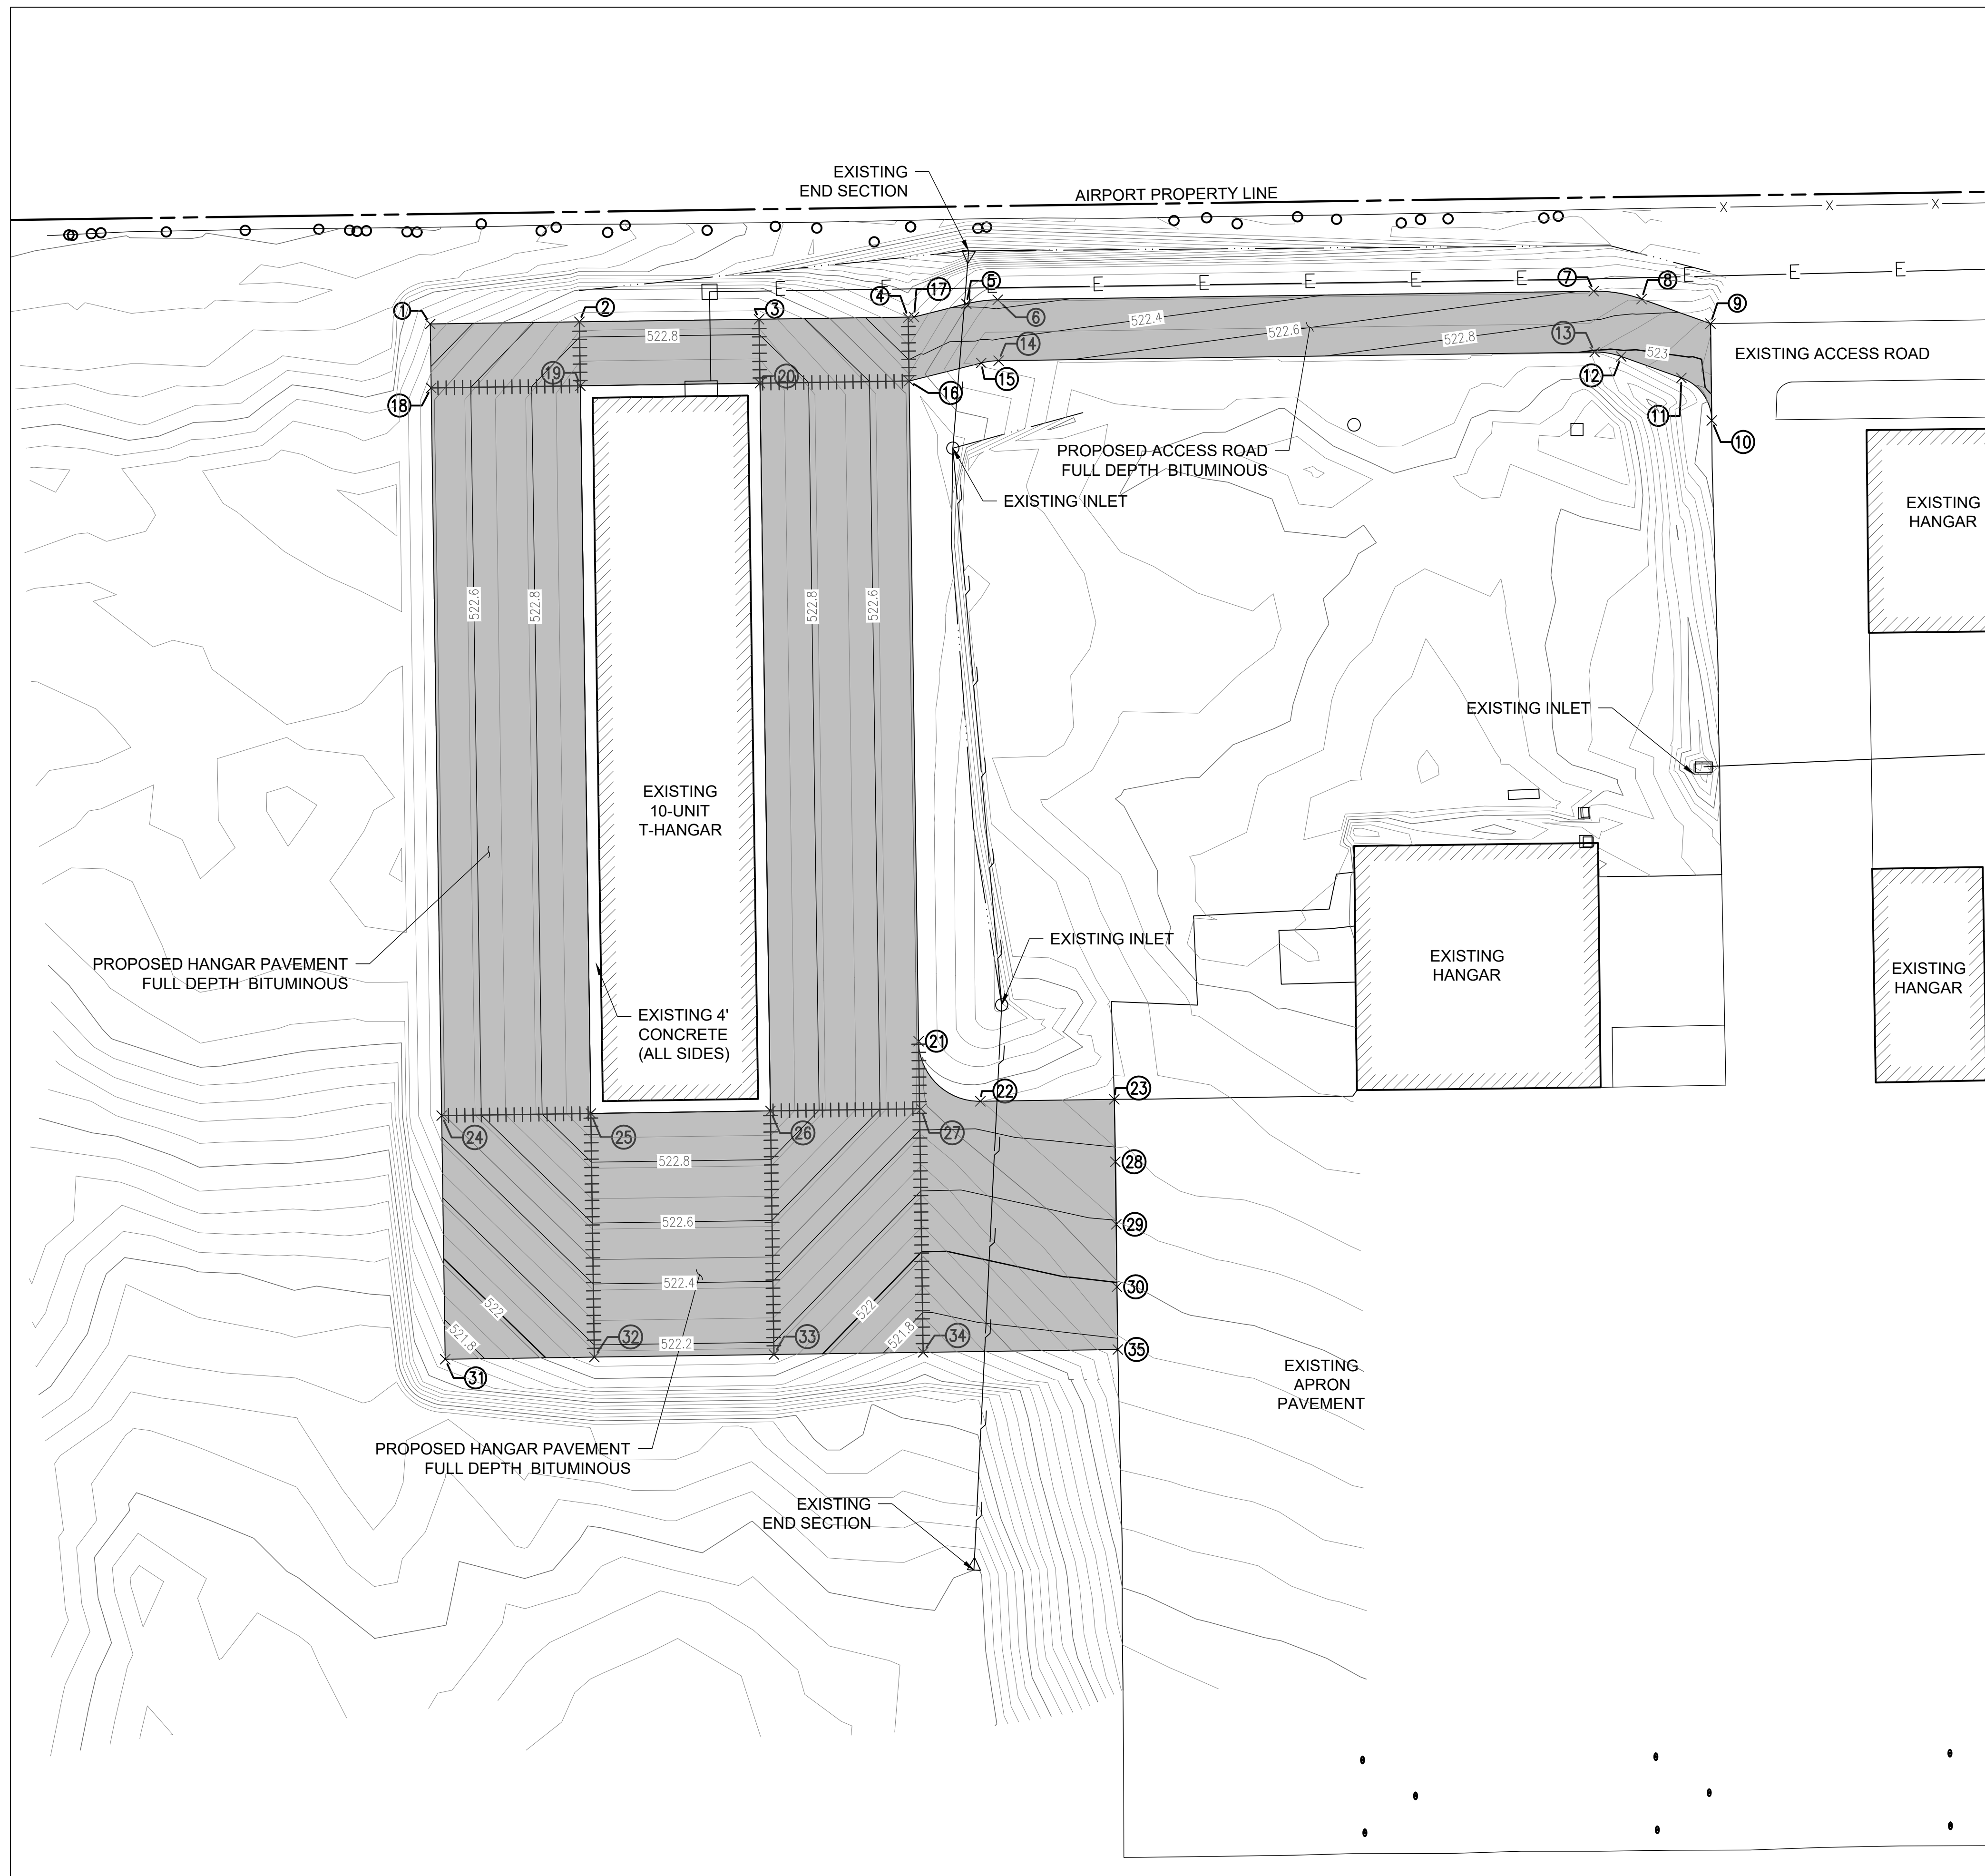 EXISTING
END SECTION
AIRPORT PROPERTY LINE
X X X
E E E E E E E E E E
1
2
3
4
17
5
6
7
8
9
522.8
522.4
522.6
522.8
523
EXISTING ACCESS ROAD
14
13
15
12
11
10
18
19
20
16
PROPOSED ACCESS ROAD
FULL DEPTH BITUMINOUS
EXISTING INLET
EXISTING
HANGAR
522.6
522.8
522.8
522.6
EXISTING INLET
EXISTING
10-UNIT
T-HANGAR
EXISTING INLET
PROPOSED HANGAR PAVEMENT
FULL DEPTH BITUMINOUS
EXISTING
HANGAR
EXISTING
HANGAR
EXISTING 4'
CONCRETE
(ALL SIDES)
21
22
23
24
25
26
27
522.8
28
522.6
29
522.4
30
522
522
521.8
522.2
521.8
31
32
33
34
35
EXISTING
APRON
PAVEMENT
PROPOSED HANGAR PAVEMENT
FULL DEPTH BITUMINOUS
EXISTING
END SECTION